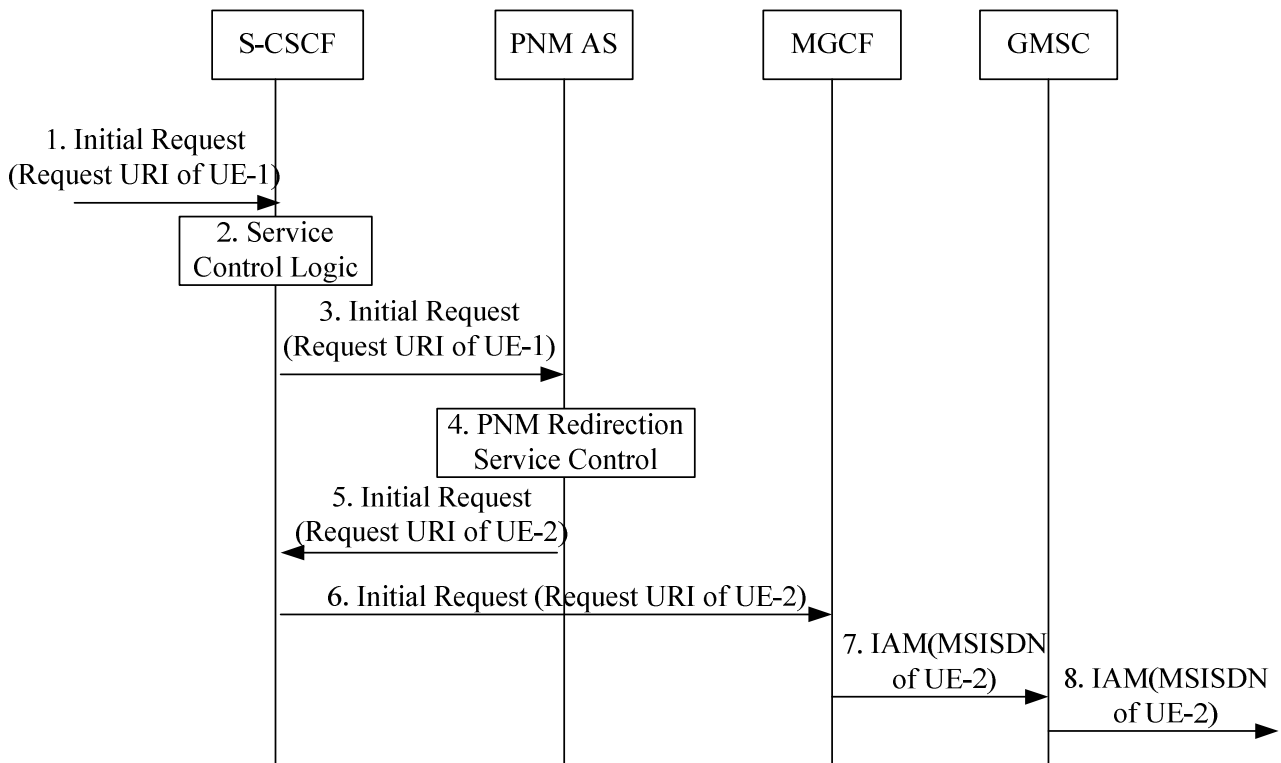 S-CSCF
PNM AS
MGCF
GMSC
1. Initial Request
(Request URI of UE-1)
2. Service
Control Logic
3. Initial Request
(Request URI of UE-1)
4. PNM Redirection
Service Control
5. Initial Request
(Request URI of UE-2)
6. Initial Request (Request URI of UE-2)
7. IAM(MSISDN
of UE-2)
8. IAM(MSISDN
of UE-2)